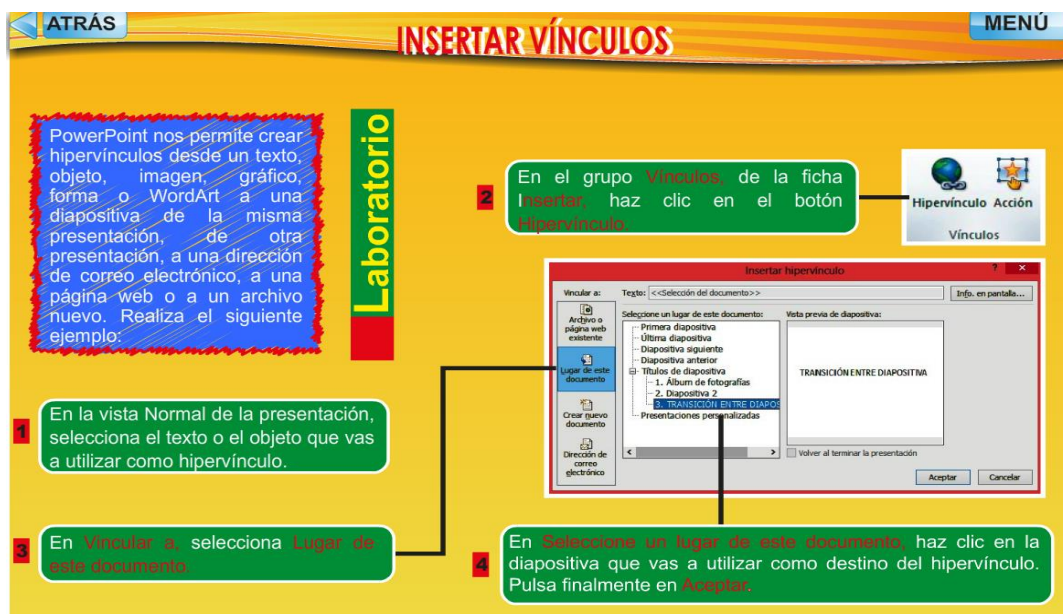 ATRÁS
INSERTAR VÍNCULOS
MENÚ
PowerPoint nos permite crear
hipervínculos desde un texto,
objeto, imagen, gráfico,
forma o WordArt a una
diapositiva de la misma
presentación, de otra
presentación, a una dirección
de correo electrónico, a una
página web o a un archivo
nuevo. Realiza el siguiente
ejemplo:
Laboratorio
1
En la vista Normal de la presentación,
selecciona el texto o el objeto que vas
a utilizar como hipervínculo.
2
En el grupo Vínculos, de la ficha
Insertar, haz clic en el botón
Hipervínculo.
Hipervínculo Acción
Vínculos
Insertar hipervínculo
? ×
Vincular a:
Texto: <<Selección del documento>>
Info. en pantalla...
Archivo o
página web
existente
Lugar de este
documento
Crear nuevo
documento
Dirección de
correo
electrónico
Seleccione un lugar de este documento:
Primera diapositiva
Última diapositiva
Diapositiva siguiente
Diapositiva anterior
Títulos de diapositiva
1. Álbum de fotografías
2. Diapositiva 2
3. TRANSICIÓN ENTRE DIAPOS
Presentaciones personalizadas
Vista previa de diapositiva:
TRANSICIÓN ENTRE DIAPOSITIVA
Volver al terminar la presentación
Aceptar
Cancelar
3
En Vincular a, selecciona Lugar de
este documento.
4
En Seleccione un lugar de este documento, haz clic en la
diapositiva que vas a utilizar como destino del hipervínculo.
Pulsa finalmente en Aceptar.